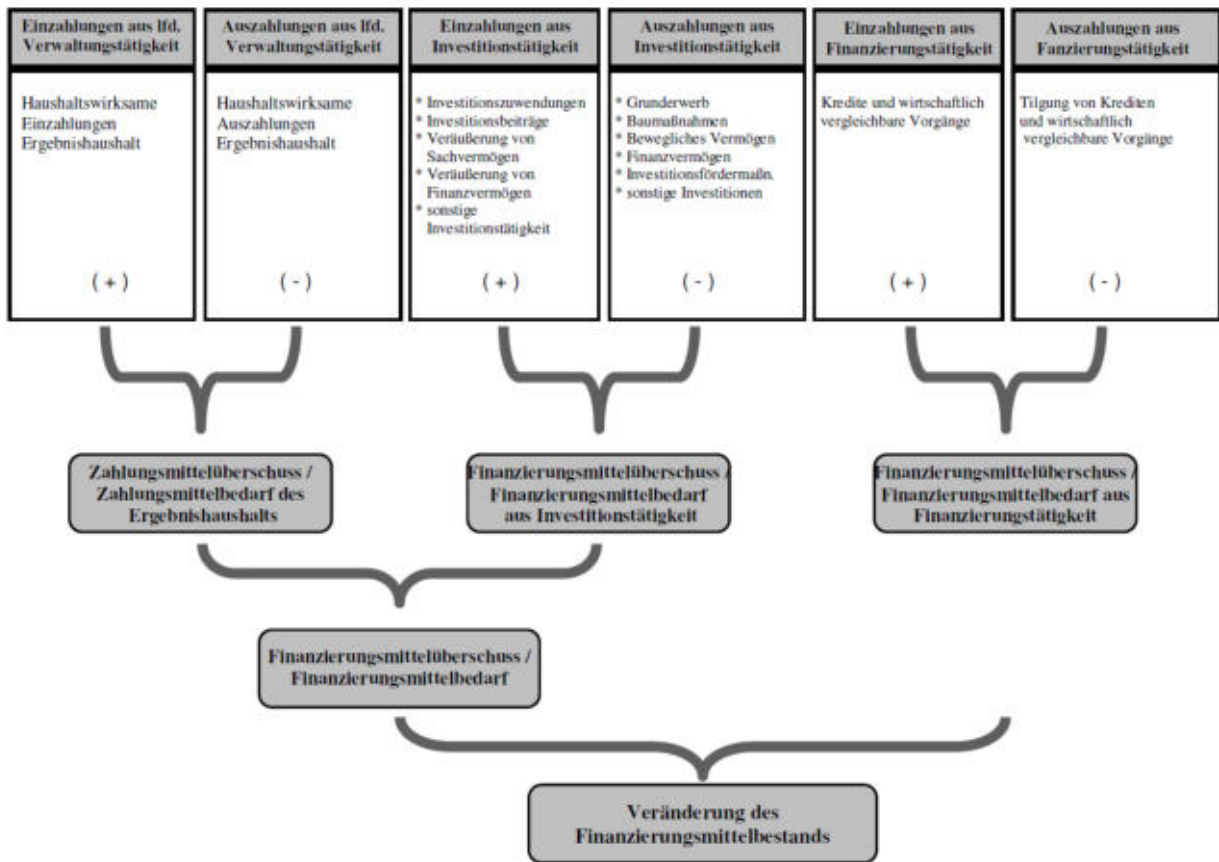 Einzahlungen aus lfd.
Verwaltungstätigkeit
Haushaltswirksame
Einzahlungen
Ergebnishaushalt
( + )
Auszahlungen aus lfd.
Verwaltungstätigkeit
Haushaltswirksame
Auszahlungen
Ergebnishaushalt
( - )
Einzahlungen aus
Investitionstätigkeit
* Investitionszuwendungen
* Investitionsbeiträge
* Veräußerung von
Sachvermögen
* Veräußerung von
Finanzvermögen
* sonstige
Investitionstätigkeit
( + )
Auszahlungen aus
Investitionstätigkeit
* Grunderwerb
* Baumaßnahmen
* Bewegliches Vermögen
* Finanzvermögen
* Investitionsfördermaßn.
* sonstige Investitionen
( - )
Einzahlungen aus
Finanzierungstätigkeit
Kredite und wirtschaftlich
vergleichbare Vorgänge
( + )
Auszahlungen aus
Fanzierungstätigkeit
Tilgung von Krediten
und wirtschaftlich
vergleichbare Vorgänge
( - )
Zahlungsmittelüberschuss /
Zahlungsmittelbedarf des
Ergebnishaushalts
Finanzierungsmittelüberschuss /
Finanzierungsmittelbedarf
aus Investitionstätigkeit
Finanzierungsmittelüberschuss /
Finanzierungsmittelbedarf aus
Finanzierungstätigkeit
Finanzierungsmittelüberschuss /
Finanzierungsmittelbedarf
Veränderung des
Finanzierungsmittelbestands